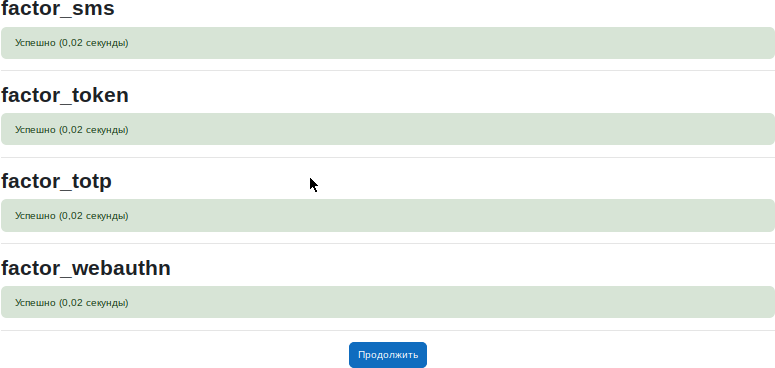 factor_sms
Успешно (0,02 секунды)
factor_token
Успешно (0,02 секунды)
factor_totp
Успешно (0,02 секунды)
factor_webauthn
Успешно (0,02 секунды)
Продолжить